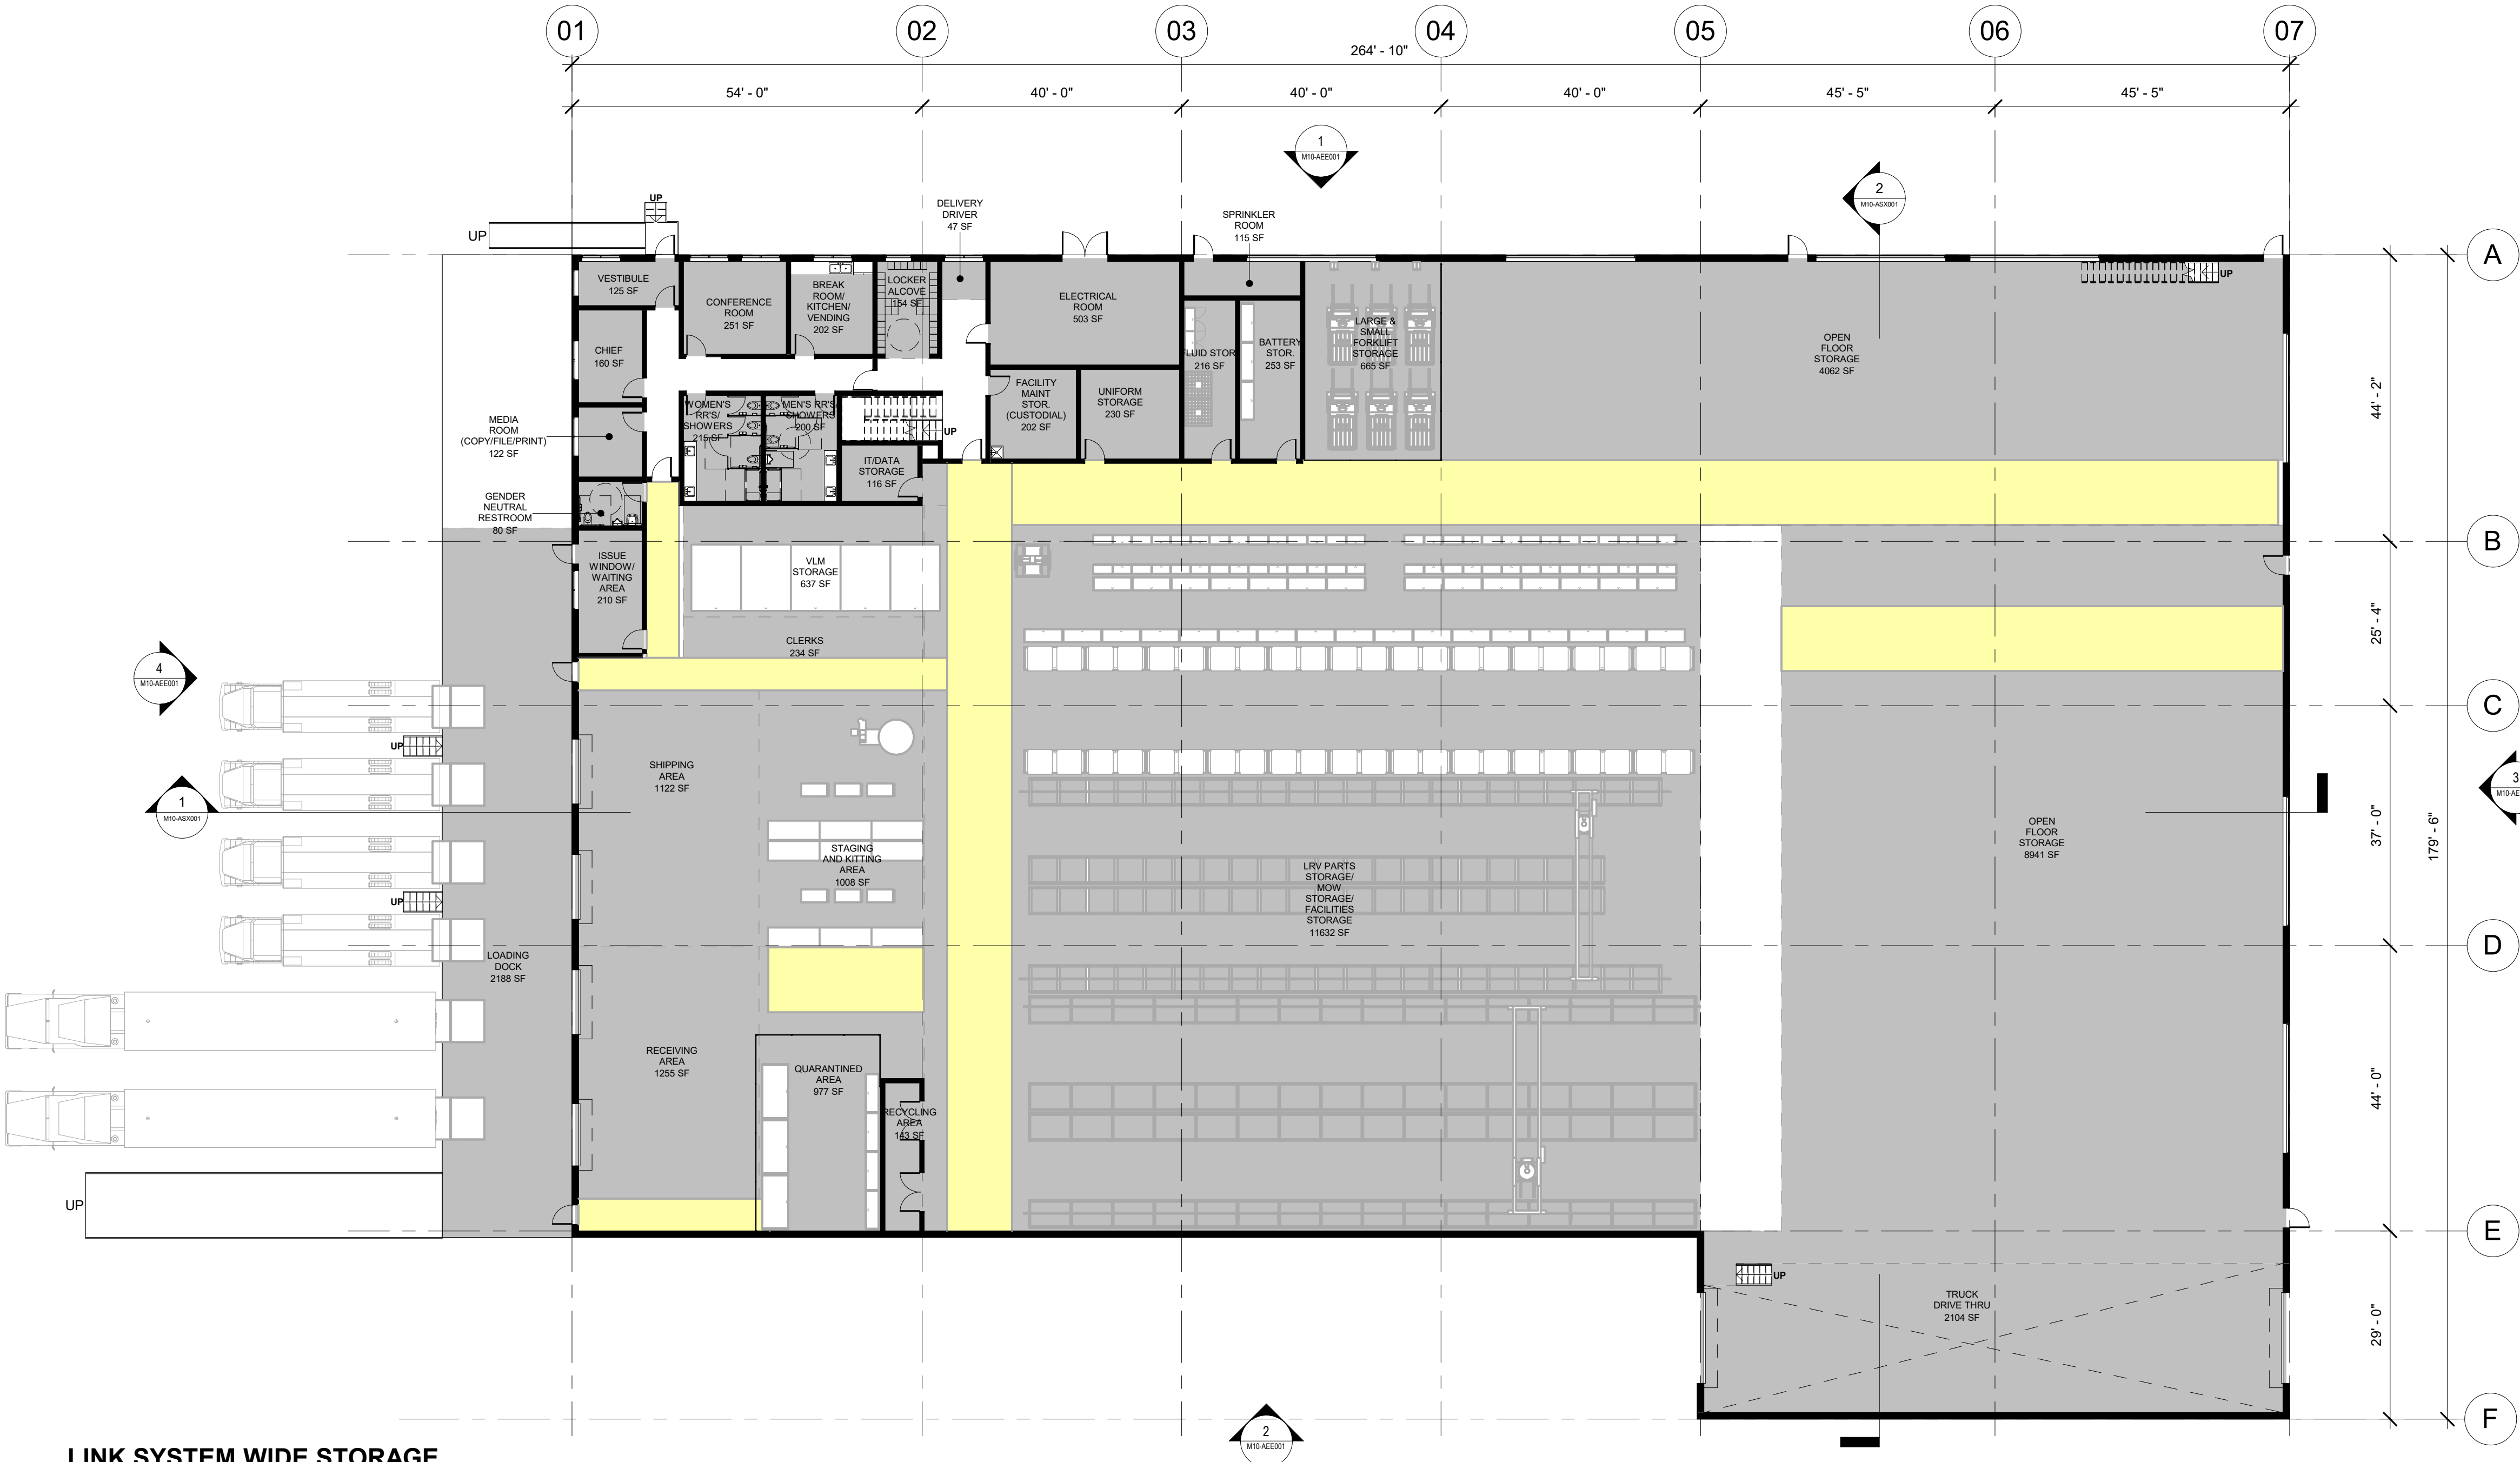 01
02
03
04
05
06
07
264' - 10"
54' - 0"
40' - 0"
40' - 0"
40' - 0"
45' - 5"
45' - 5"
1
M10-AEE001
2
M10-ASX001
UP
UP
DELIVERY
DRIVER
47 SF
SPRINKLER
ROOM
115 SF
A
VESTIBULE
125 SF
CONFERENCE
ROOM
251 SF
BREAK
ROOM/
KITCHEN/
VENDING
202 SF
LOCKER
ALCOVE
154 SF
ELECTRICAL
ROOM
503 SF
UP
CHIEF
160 SF
FLUID STOR.
216 SF
BATTERY
STOR.
253 SF
LARGE &
SMALL
FORKLIFT
STORAGE
665 SF
OPEN
FLOOR
STORAGE
4062 SF
44' - 2"
MEDIA
ROOM
(COPY/FILE/PRINT)
122 SF
WOMEN'S
RR'S/
SHOWERS
215 SF
MEN'S RR'S/
SHOWERS
200 SF
UP
FACILITY
MAINT
STOR.
(CUSTODIAL)
202 SF
UNIFORM
STORAGE
230 SF
IT/DATA
STORAGE
116 SF
GENDER
NEUTRAL
RESTROOM
80 SF
B
ISSUE
WINDOW/
WAITING
AREA
210 SF
VLM
STORAGE
637 SF
CLERKS
234 SF
25' - 4"
4
M10-AEE001
C
UP
SHIPPING
AREA
1122 SF
1
M10-ASX001
3
M10-AE
STAGING
AND KITTING
AREA
1008 SF
LRV PARTS
STORAGE/
MOW
STORAGE/
FACILITIES
STORAGE
11632 SF
OPEN
FLOOR
STORAGE
8941 SF
37' - 0"
179' - 6"
UP
D
LOADING
DOCK
2188 SF
RECEIVING
AREA
1255 SF
QUARANTINED
AREA
977 SF
RECYCLING
AREA
143 SF
44' - 0"
UP
E
UP
TRUCK
DRIVE THRU
2104 SF
29' - 0"
2
M10-AEE001
F
LINK SYSTEM WIDE STORAGE